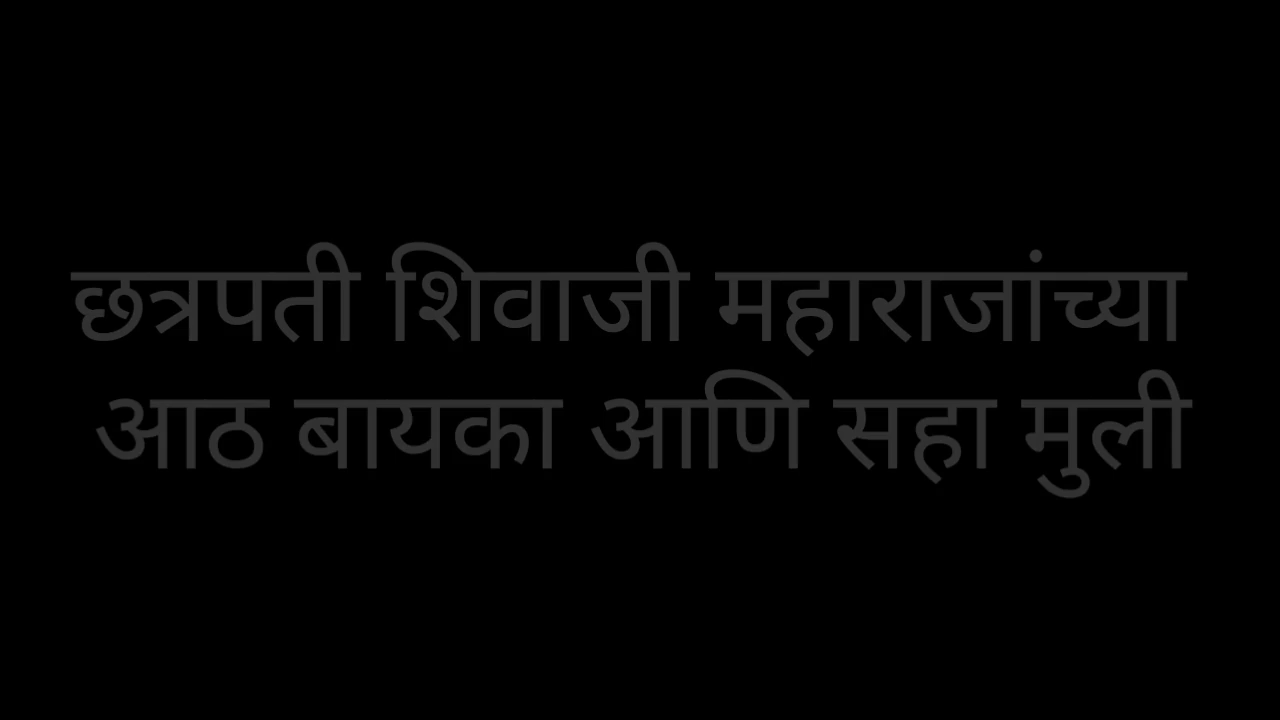 छत्रपती शिवाजी महाराजांच्या
आठ बायका आणि सहा मुली